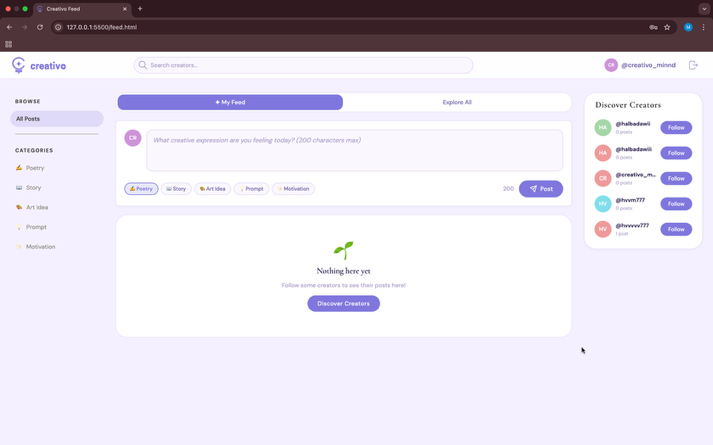 Creativo Feed
127.0.0.1:5500/feed.html
U
creativo
Search creators...
CR
@creativo_minnd
BROWSE
All Posts
CATEGORIES
Poetry
Story
Art idea
Prompt
Motivation
My Feed
Explore All
CR
What creative expression are you feeling today? (200 characters max)
Poetry
Story
Art idea
Prompt
Motivation
200
Post
Nothing here yet
Follow some creators to see their posts here!
Discover Creators
Discover Creators
HA
@halbadawii
0 posts
Follow
HA
@halbadawiii
0 posts
Follow
CR
@creativo_m...
0 posts
Follow
HV
@hvvm777
0 posts
Follow
HV
@hvvvvv777
1 post
Follow